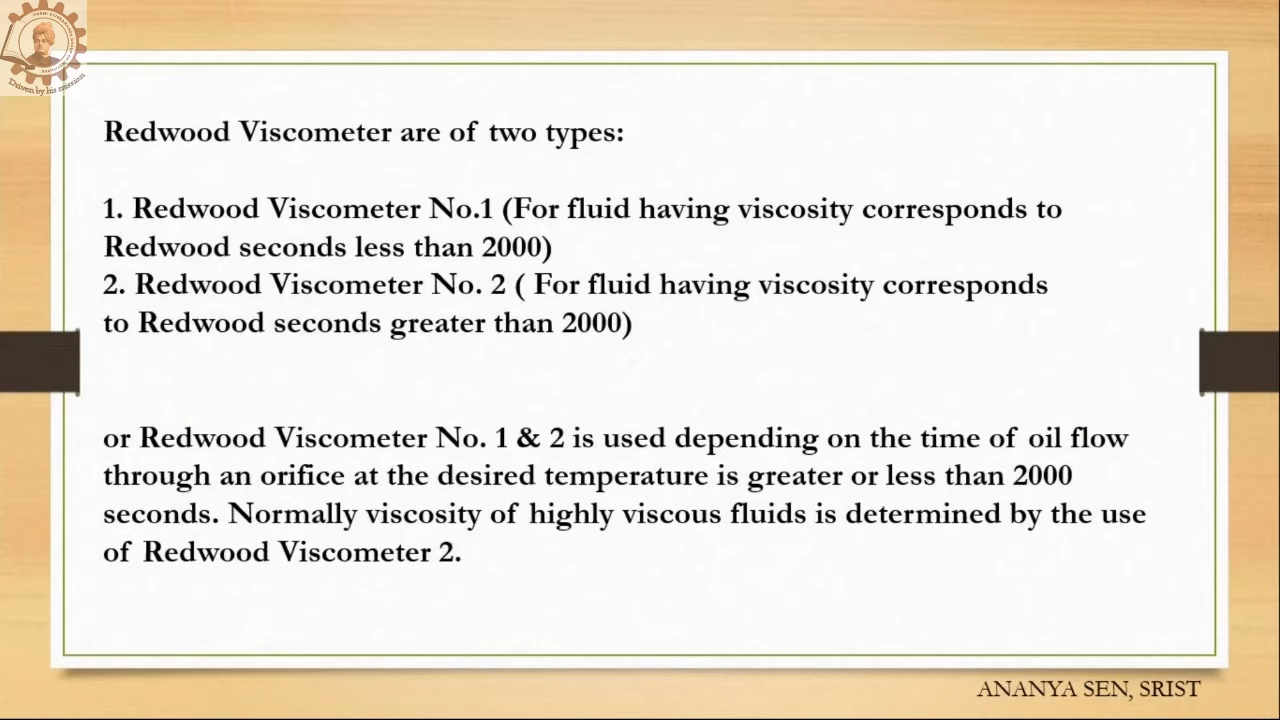 Driven by his mission
Redwood Viscometer are of two types:
1. Redwood Viscometer No.1 (For fluid having viscosity corresponds to
Redwood seconds less than 2000)
2. Redwood Viscometer No. 2 ( For fluid having viscosity corresponds
to Redwood seconds greater than 2000)
or Redwood Viscometer No. 1 & 2 is used depending on the time of oil flow
through an orifice at the desired temperature is greater or less than 2000
seconds. Normally viscosity of highly viscous fluids is determined by the use
of Redwood Viscometer 2.
ANANYA SEN, SRIST